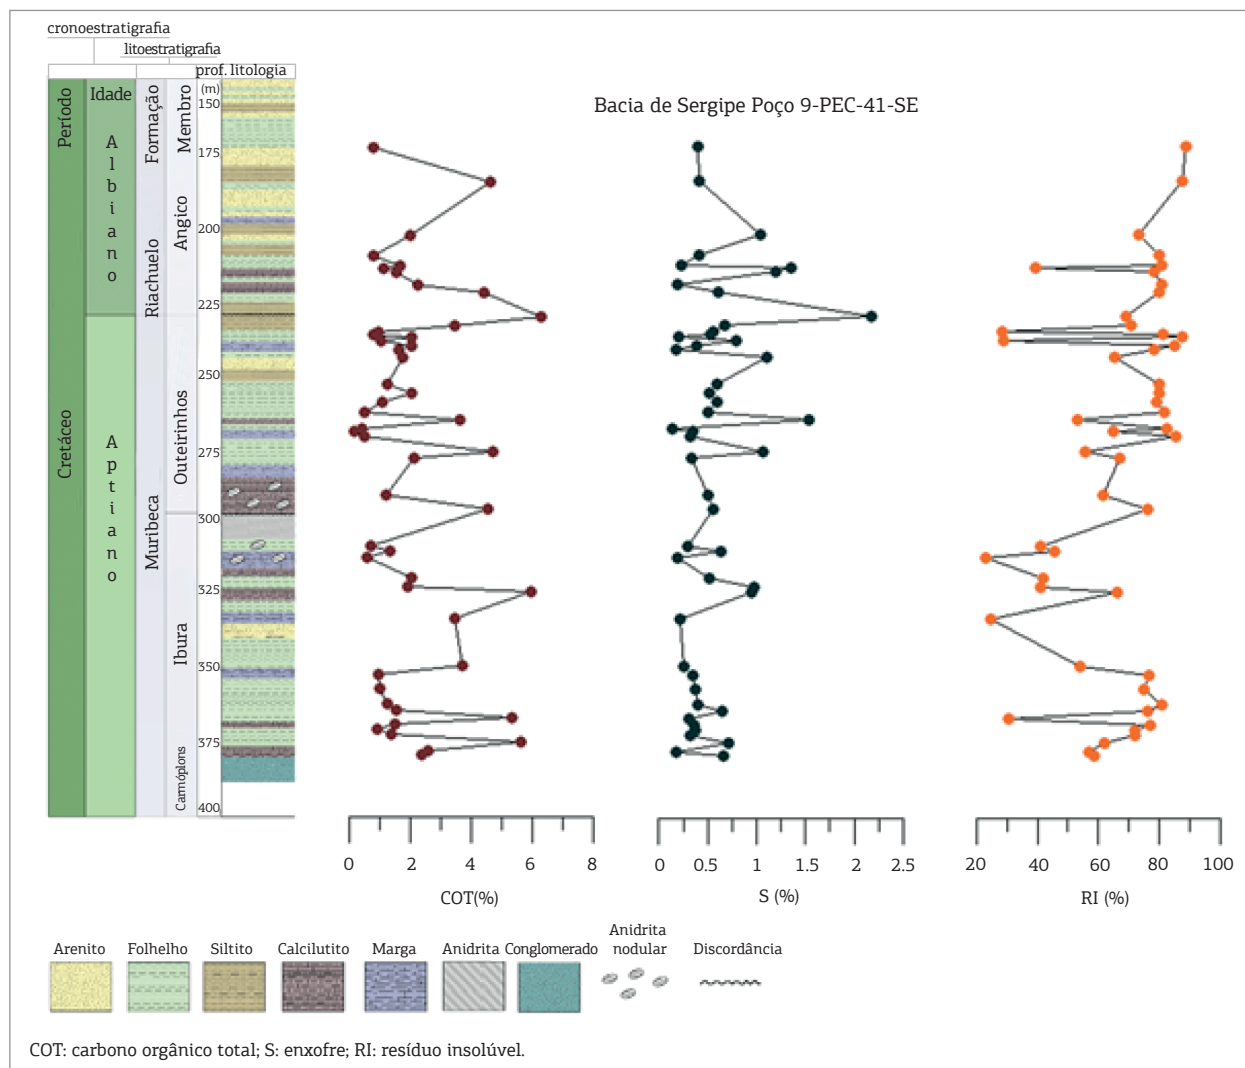 cronoestratigrafia
litoestratigrafia
prof. litologia
(m)
Período
Idade
Formação
Membro
Albiano
Aptiano
Cretáceo
Riachuelo
Muribeca
Angico
Outeirinhos
Ibura
Carmópions
150
175
200
225
250
275
300
325
350
375
400
Bacia de Sergipe Poço 9-PEC-41-SE
0 2 4 6 8
COT(%)
0 0.5 1 1.5 2 2.5
S (%)
20 40 60 80 100
RI (%)
Arenito Folhelho Siltito Calcilutito Marga Anidrita Conglomerado Anidrita nodular Discordância
COT: carbono orgânico total; S: enxofre; RI: resíduo insolúvel.